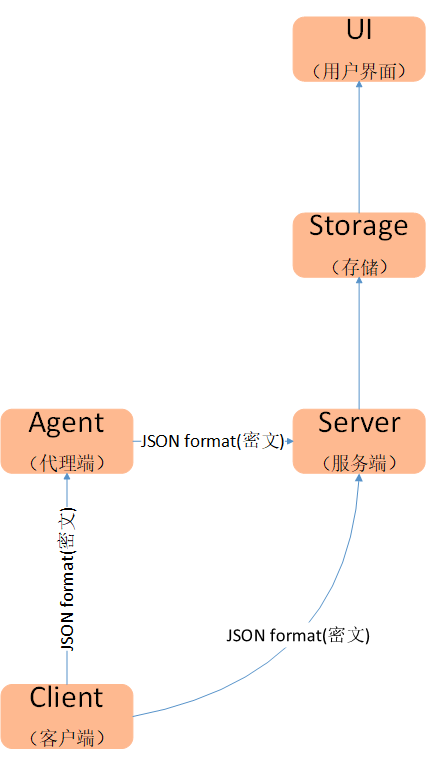 UI
（用户界面）
Storage
（存储）
Agent
（代理端）
JSON format(密文)
Server
（服务端）
JSON format(密文)
JSON format(密文)
Client
（客户端）